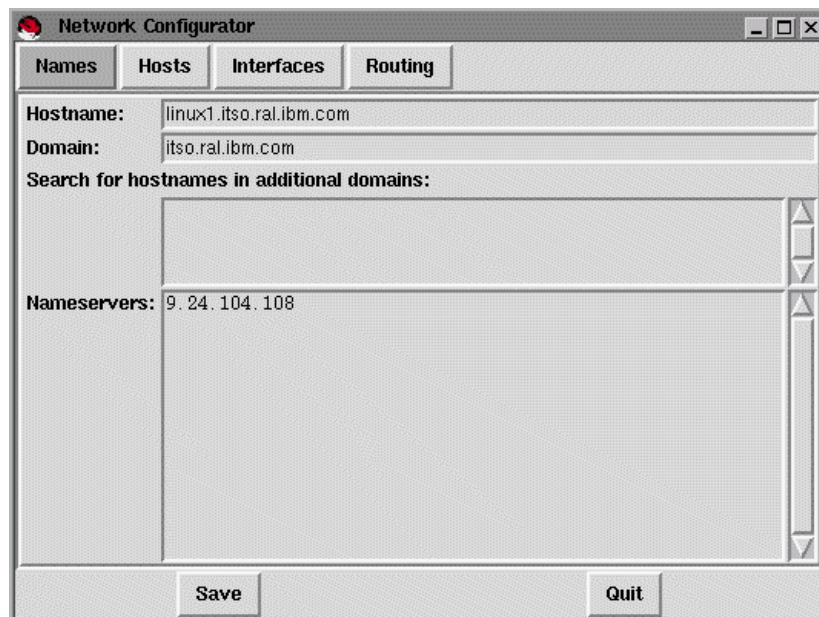 Network Configurator
Names Hosts Interfaces Routing
Hostname: linux1.itso.ral.ibm.com
Domain: itso.ral.ibm.com
Search for hostnames in additional domains:
Nameservers: 9.24.104.108
Save Quit